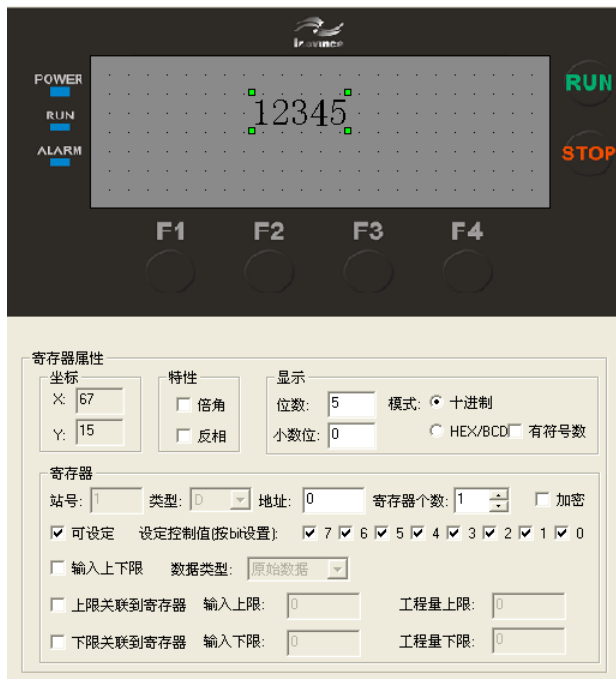 inovance
POWER
RUN
ALARM
12345
RUN
STOP
F1 F2 F3 F4
寄存器属性
坐标
X: 67
Y: 15
特性
倍角
反相
显示
位数: 5 模式: 十进制
小数位: 0 HEX/BCD 有符号数
寄存器
站号: 1 类型: D 地址: 0 寄存器个数: 1 加密
可设定 设定控制值(按bit设置): 7 6 5 4 3 2 1 0
输入上下限 数据类型: 原始数据
上限关联到寄存器 输入上限: 0 工程量上限: 0
下限关联到寄存器 输入下限: 0 工程量下限: 0